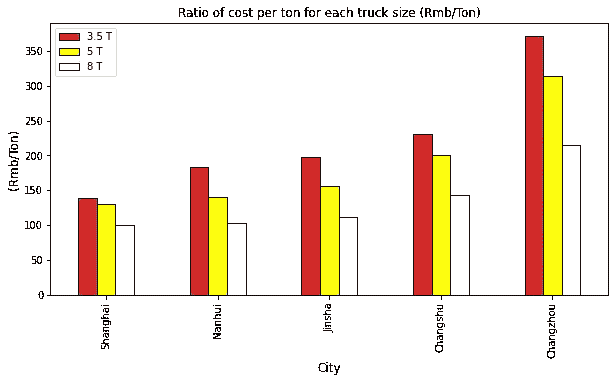 Ratio of cost per ton for each truck size (Rmb/Ton)
3.5 T
5 T
8 T
350
300
250
200
150
100
50
0
(Rmb/Ton)
Shanghai
Nanhui
Jinsha
Changshu
Changzhou
City